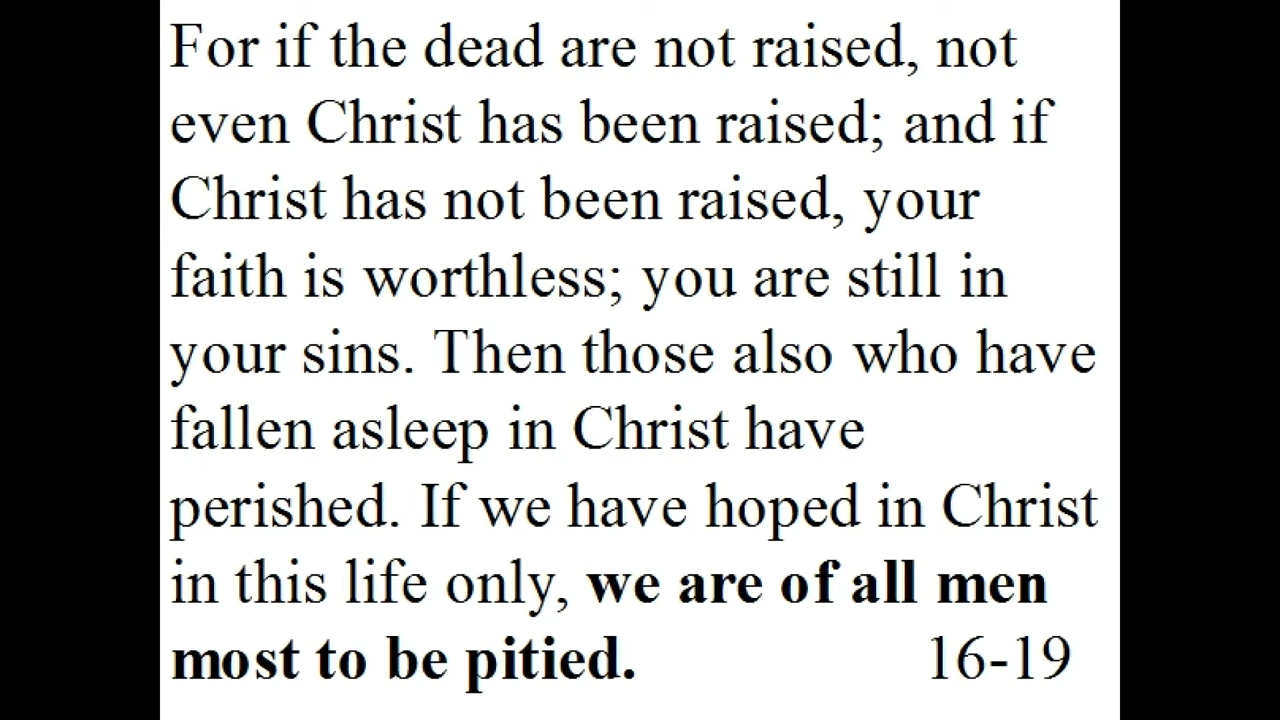 For if the dead are not raised, not
even Christ has been raised; and if
Christ has not been raised, your
faith is worthless; you are still in
your sins. Then those also who have
fallen asleep in Christ have
perished. If we have hoped in Christ
in this life only, we are of all men
most to be pitied. 16-19